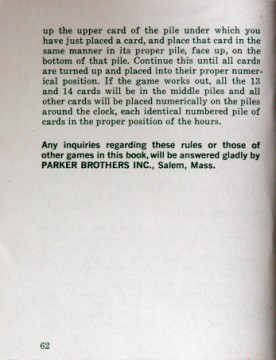 up the upper card of the pile under which you
have just placed a card, and place that card in the
same manner in its proper pile, face up, on the
bottom of that pile. Continue this until all cards
are turned up and placed into their proper numer-
ical position. If the game works out, all the 13
and 14 cards will be in the middle piles and all
other cards will be placed numerically on the piles
around the clock, each identical numbered pile of
cards in the proper position of the hours.
Any inquiries regarding these rules or those of
other games in this book, will be answered gladly by
PARKER BROTHERS INC., Salem, Mass.
62